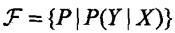 ℱ = {P | P(Y | X)}